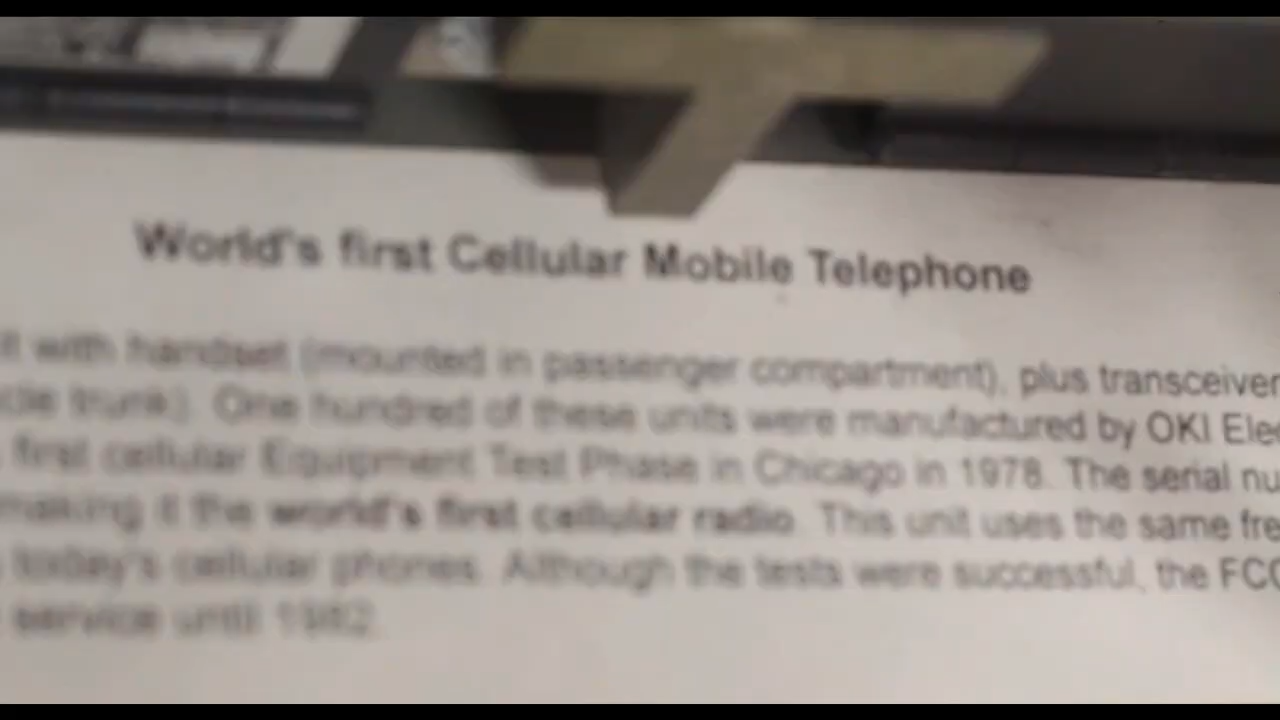 World's first Cellular Mobile Telephone
with handset (mounted in passenger compartment), plus transceiver
trunk). One hundred of these units were manufactured by OKI
first cellular Equipment Test Phase in Chicago in 1978. The serial
making it the world's first cellular radio. This unit uses the same
today's cellular phones. Although the tests were successful, the FCC
service until 1982.